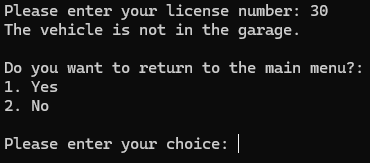 Please enter your license number: 30
The vehicle is not in the garage.
Do you want to return to the main menu?:
1. Yes
2. No
Please enter your choice: